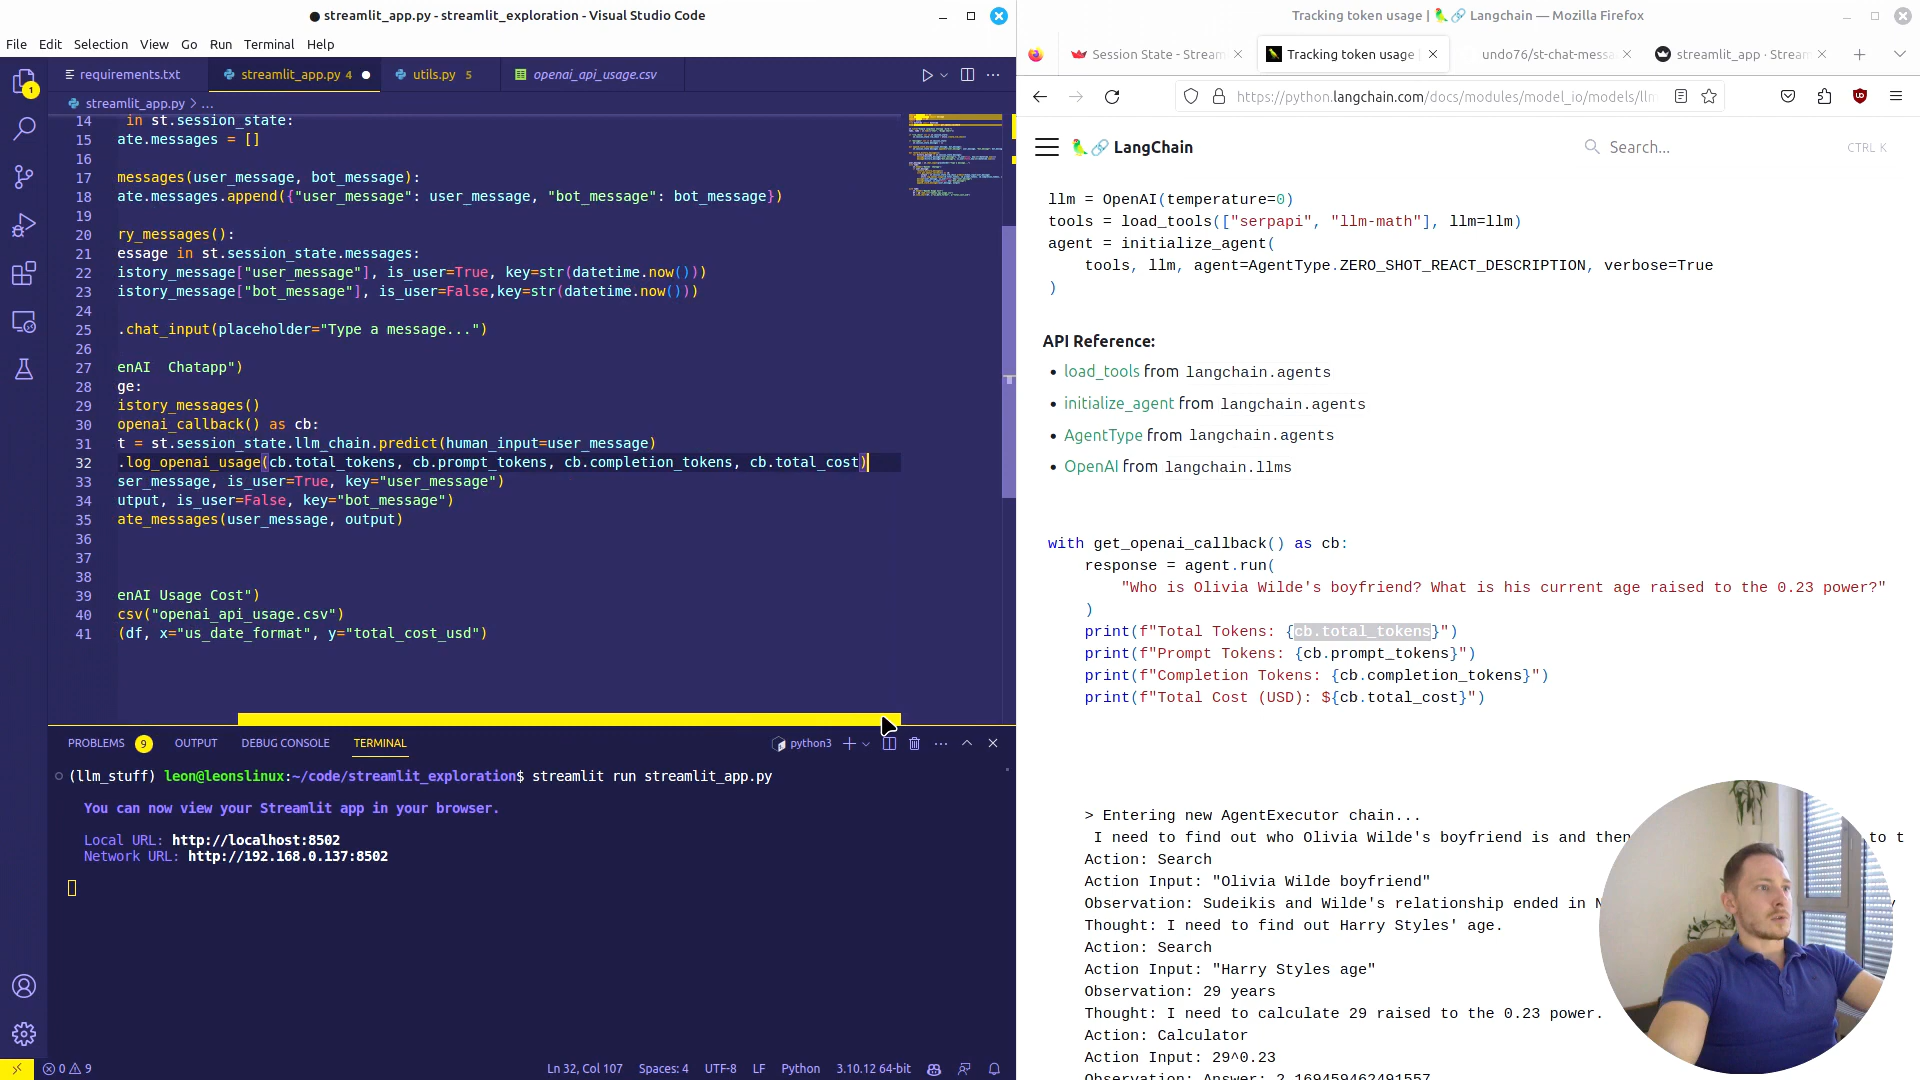 streamlit_app.py - streamlit_exploration - Visual Studio Code
Tracking token usage | 🦜🔗 Langchain — Mozilla Firefox
File Edit Selection View Go Run Terminal Help
Session State - Stream
Tracking token usage
undo76/st-chat-messa
streamlit_app · Stream
requirements.txt
streamlit_app.py 4
utils.py 5
openai_api_usage.csv
https://python.langchain.com/docs/modules/model_io/models/llm
streamlit_app.py > ...
1
14 in st.session_state:
15 ate.messages = []
16
17 messages(user_message, bot_message):
18 ate.messages.append({"user_message": user_message, "bot_message": bot_message})
19
20 ry_messages():
21 essage in st.session_state.messages:
22 istory_message["user_message"], is_user=True, key=str(datetime.now()))
23 istory_message["bot_message"], is_user=False,key=str(datetime.now()))
24
25 .chat_input(placeholder="Type a message...")
26
27 enAI  Chatapp")
28 ge:
29 istory_messages()
30 openai_callback() as cb:
31 t = st.session_state.llm_chain.predict(human_input=user_message)
32 .log_openai_usage(cb.total_tokens, cb.prompt_tokens, cb.completion_tokens, cb.total_cost)
33 ser_message, is_user=True, key="user_message")
34 utput, is_user=False, key="bot_message")
35 ate_messages(user_message, output)
36
37
38
39 enAI Usage Cost")
40 csv("openai_api_usage.csv")
41 (df, x="us_date_format", y="total_cost_usd")
PROBLEMS 9 OUTPUT DEBUG CONSOLE TERMINAL
python3
(llm_stuff) leon@leonslinux:~/code/streamlit_exploration$ streamlit run streamlit_app.py
You can now view your Streamlit app in your browser.
Local URL: http://localhost:8502
Network URL: http://192.168.0.137:8502
0 9
Ln 32, Col 107 Spaces: 4 UTF-8 LF Python 3.10.12 64-bit
🦜🔗 LangChain
Search...
CTRL K
llm = OpenAI(temperature=0)
tools = load_tools(["serpapi", "llm-math"], llm=llm)
agent = initialize_agent(
tools, llm, agent=AgentType.ZERO_SHOT_REACT_DESCRIPTION, verbose=True
)
API Reference:
• load_tools from langchain.agents
• initialize_agent from langchain.agents
• AgentType from langchain.agents
• OpenAI from langchain.llms
with get_openai_callback() as cb:
response = agent.run(
"Who is Olivia Wilde's boyfriend? What is his current age raised to the 0.23 power?"
)
print(f"Total Tokens: {cb.total_tokens}")
print(f"Prompt Tokens: {cb.prompt_tokens}")
print(f"Completion Tokens: {cb.completion_tokens}")
print(f"Total Cost (USD): ${cb.total_cost}")
> Entering new AgentExecutor chain...
I need to find out who Olivia Wilde's boyfriend is and then to t
Action: Search
Action Input: "Olivia Wilde boyfriend"
Observation: Sudeikis and Wilde's relationship ended in
Thought: I need to find out Harry Styles' age.
Action: Search
Action Input: "Harry Styles age"
Observation: 29 years
Thought: I need to calculate 29 raised to the 0.23 power.
Action: Calculator
Action Input: 29^0.23
Observation: Answer: 2.169459462491557